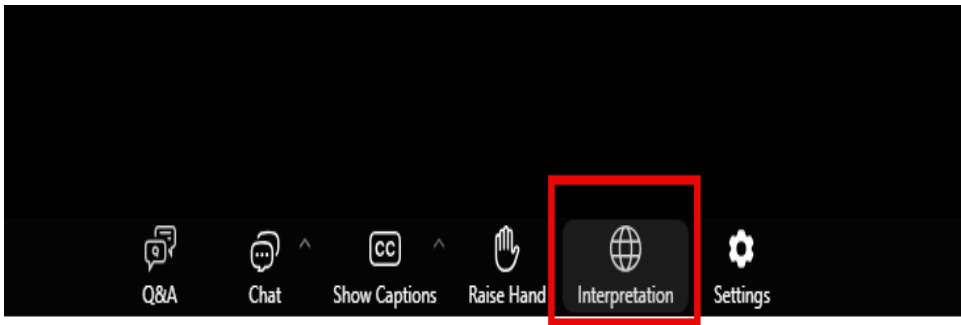 Q&A
Chat
Show Captions
Raise Hand
Interpretation
Settings